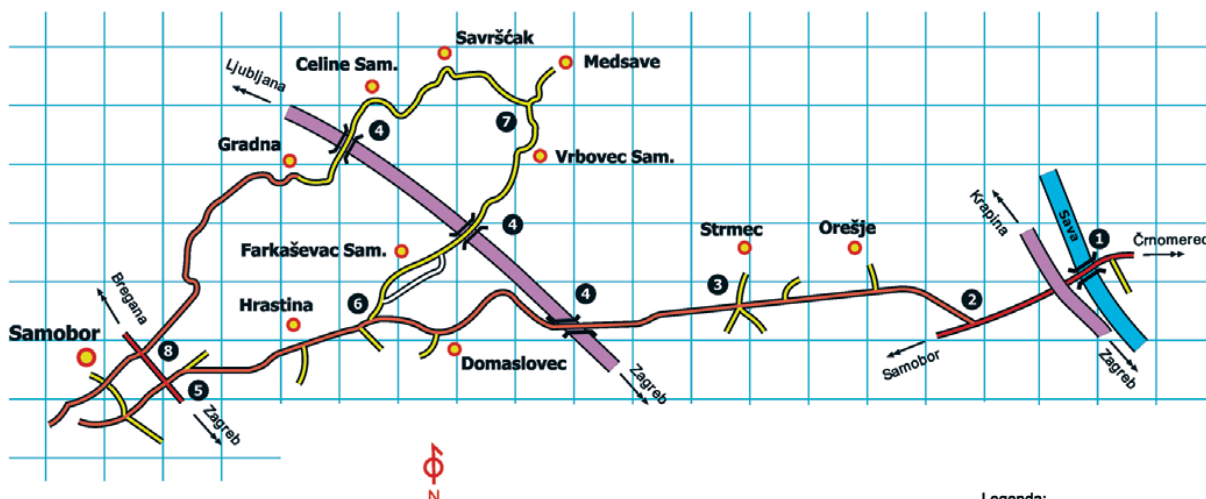 Savršćak
Celine Sam.
Medsave
Ljubljana
7
4
Gradna
Vrbovec Sam.
Krapina
Sava
Strmec
Orešje
1
Črnomerec
4
Farkaševac Sam.
Bregana
3
4
6
2
Hrastina
Samobor
8
Domaslovec
Samobor
Zagreb
5
Zagreb
Zagreb
N
Legenda: